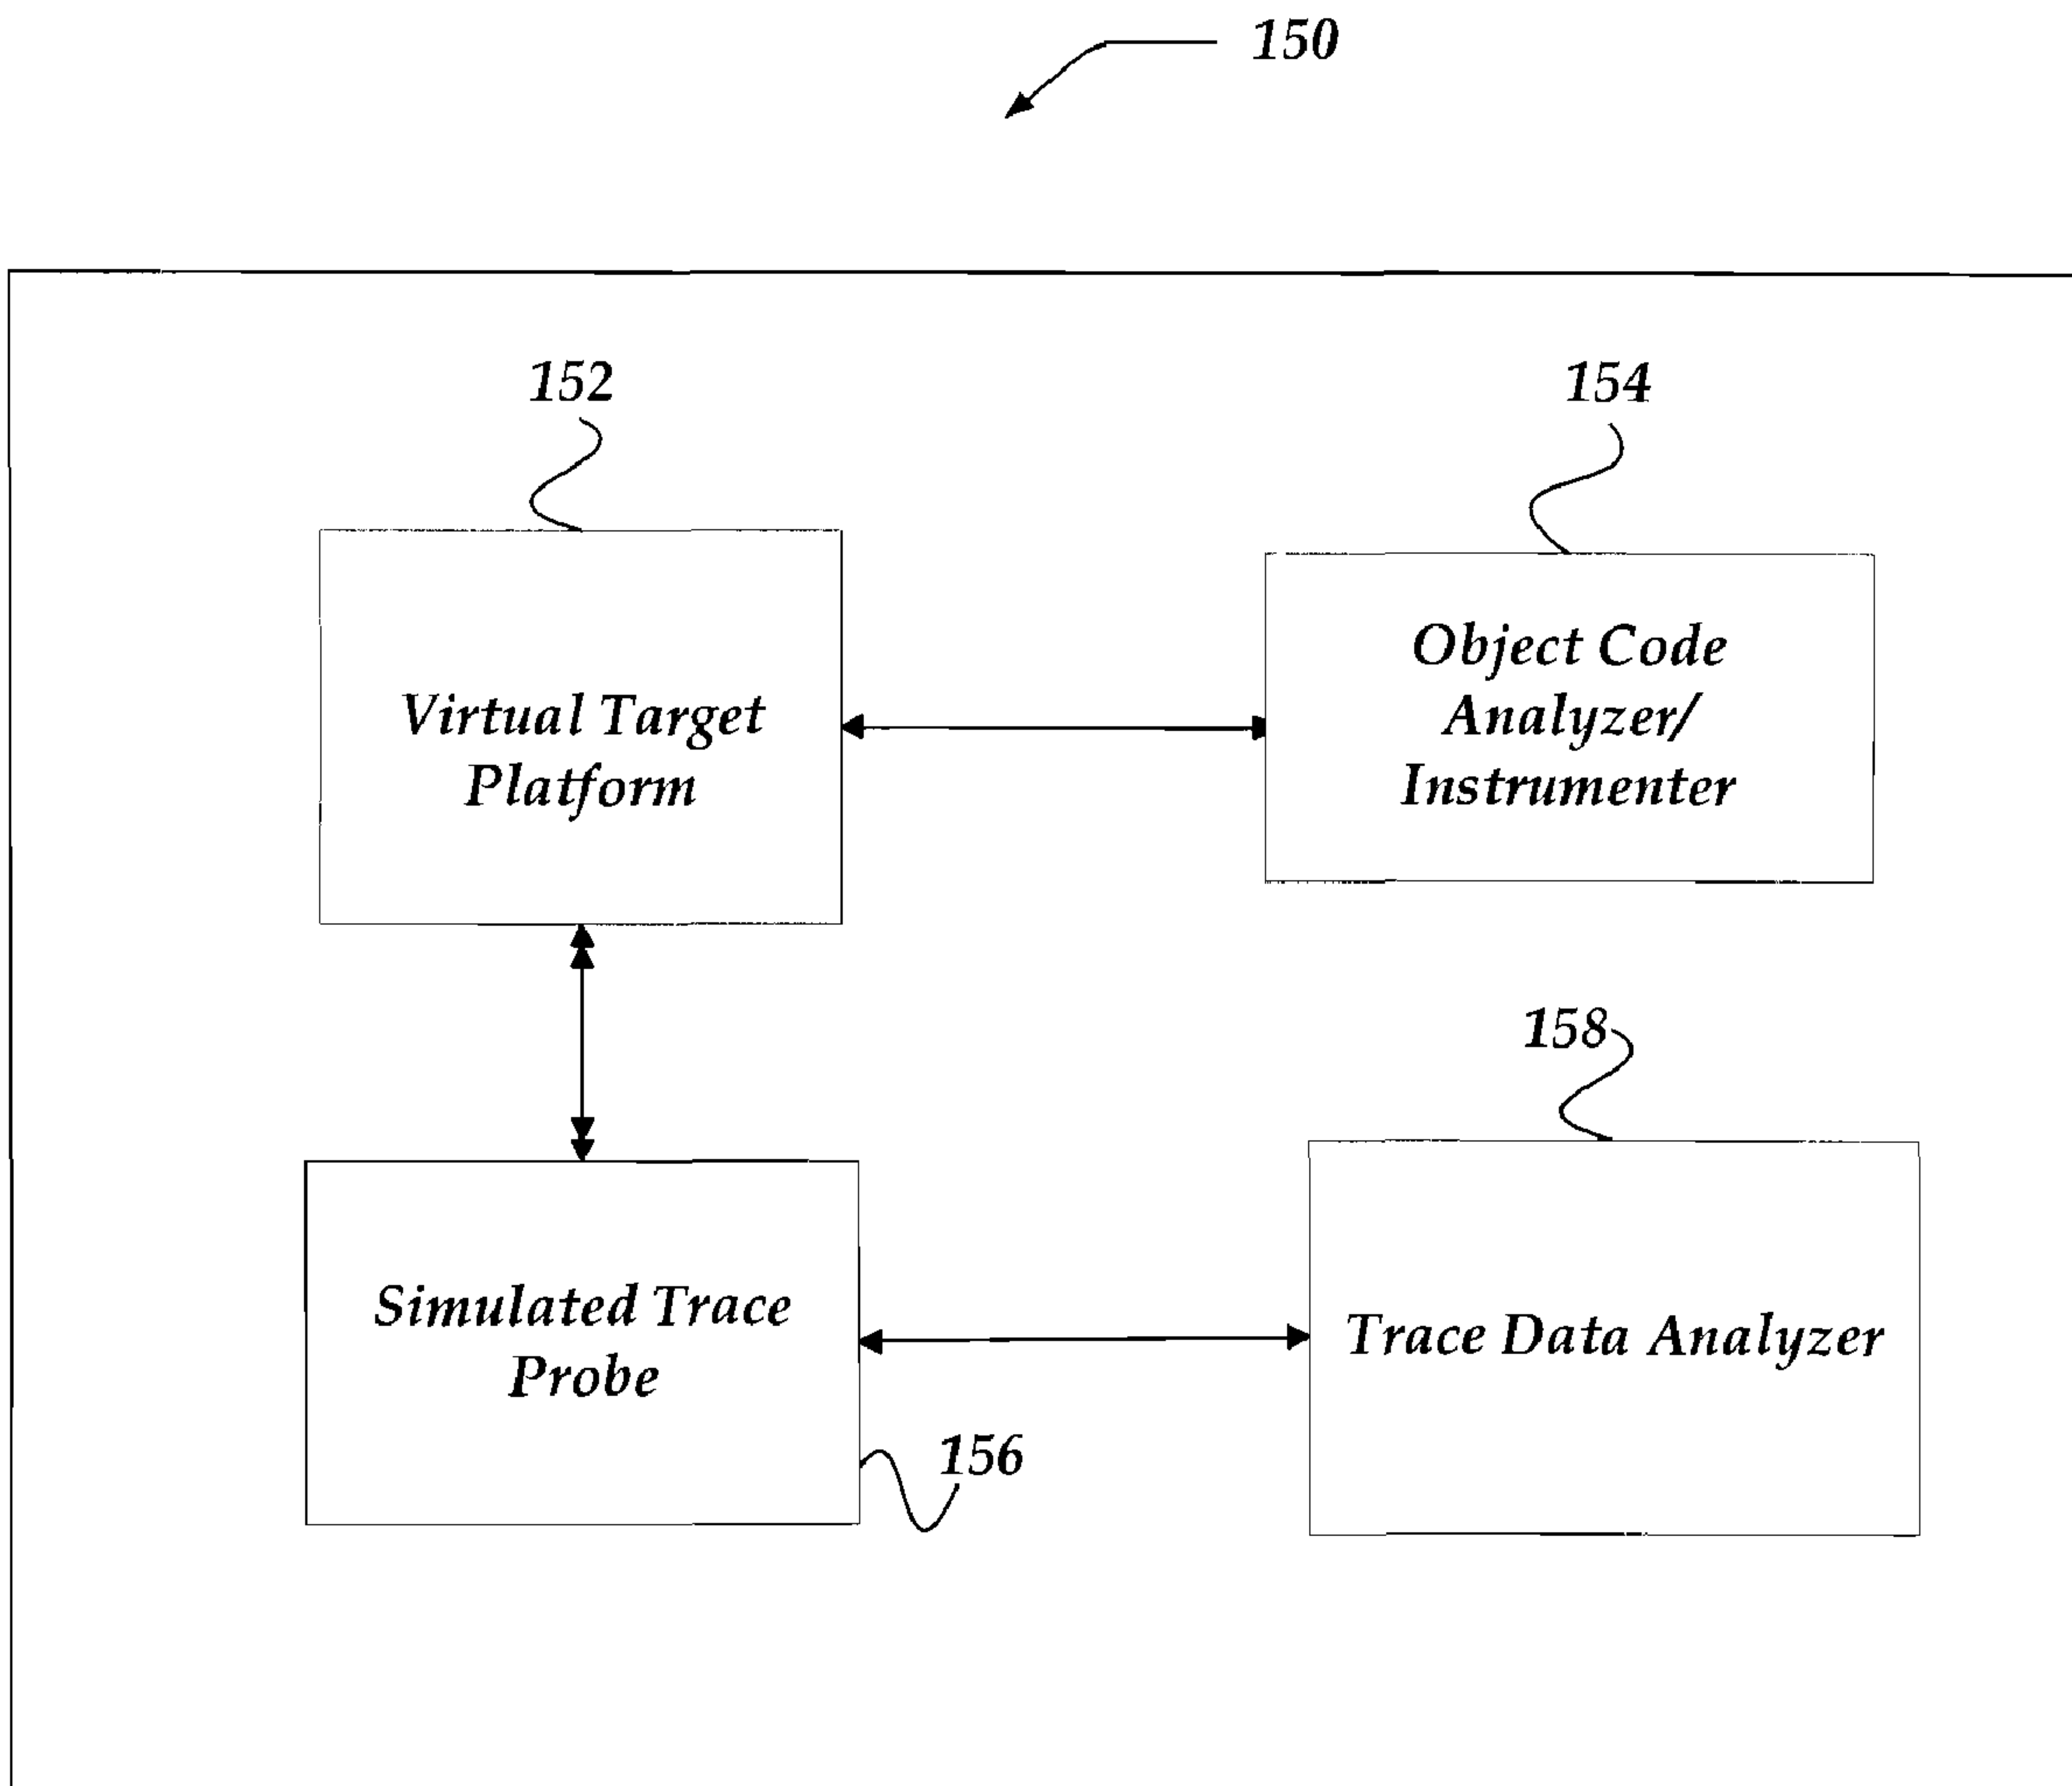 150
152
154
Virtual Target
Platform
Object Code
Analyzer/
Instrumenter
158
Simulated Trace
Probe
Trace Data Analyzer
156